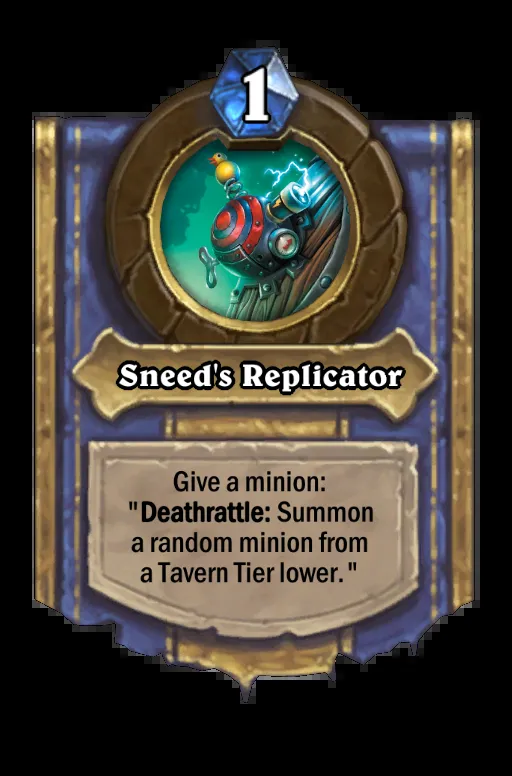 1
Sneed's Replicator
Give a minion:
"Deathrattle: Summon
a random minion from
a Tavern Tier lower."